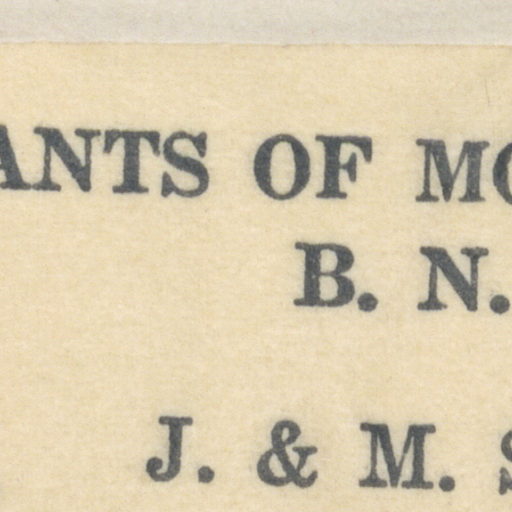 ANTS OF MO
B. N.
J. & M. S